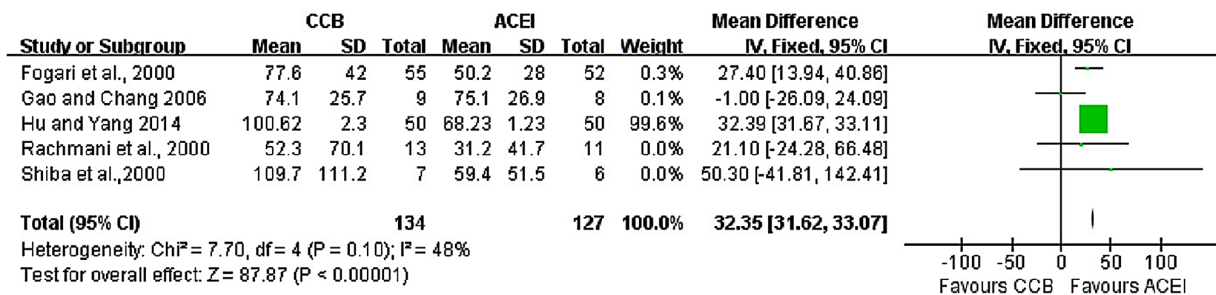 CCB ACEI Mean Difference Mean Difference
Study or Subgroup Mean SD Total Mean SD Total Weight IV, Fixed, 95% CI IV, Fixed, 95% CI
Fogari et al., 2000 77.6 42 55 50.2 28 52 0.3% 27.40 [13.94, 40.86]
Gao and Chang 2006 74.1 25.7 9 75.1 26.9 8 0.1% -1.00 [-26.09, 24.09]
Hu and Yang 2014 100.62 2.3 50 68.23 1.23 50 99.6% 32.39 [31.67, 33.11]
Rachmani et al., 2000 52.3 70.1 13 31.2 41.7 11 0.0% 21.10 [-24.28, 66.48]
Shiba et al.,2000 109.7 111.2 7 59.4 51.5 6 0.0% 50.30 [-41.81, 142.41]
Total (95% CI) 134 127 100.0% 32.35 [31.62, 33.07]
Heterogeneity: Chi² = 7.70, df = 4 (P = 0.10); I² = 48%
Test for overall effect: Z = 87.87 (P < 0.00001)
-100 -50 0 50 100
Favours CCB Favours ACEI